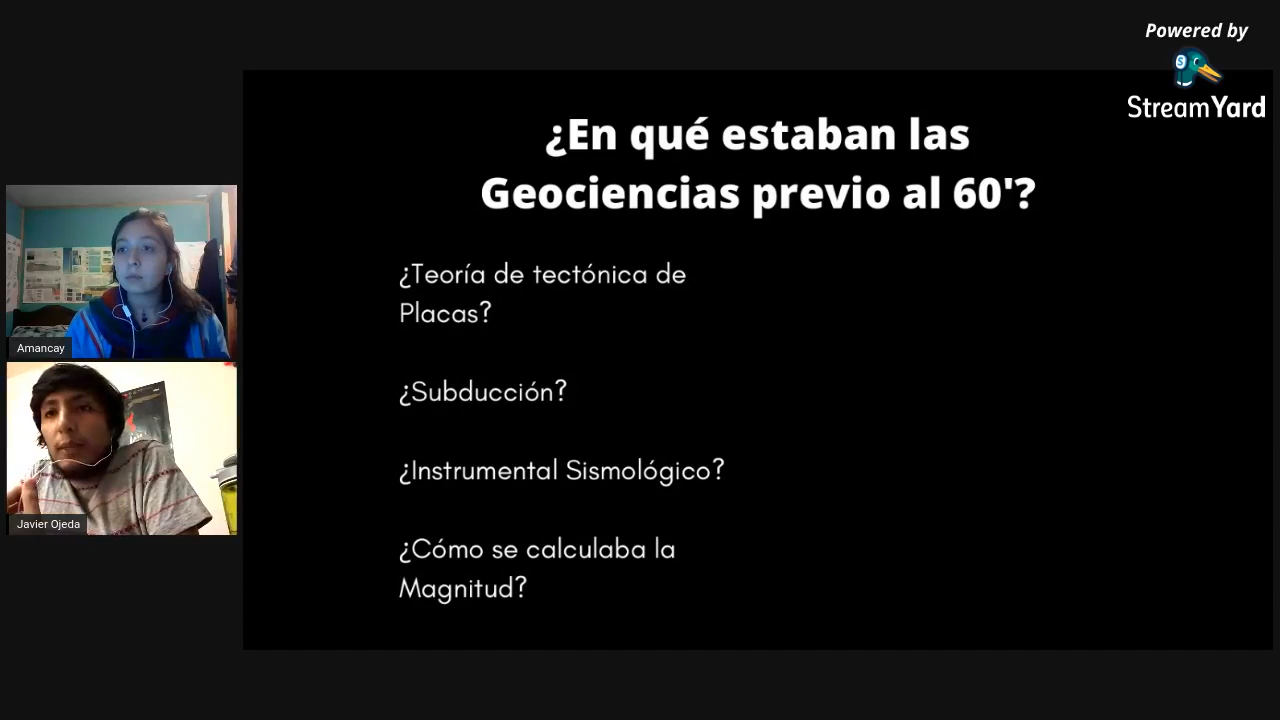 Powered by
StreamYard
¿En qué estaban las
Geociencias previo al 60'?
¿Teoría de tectónica de
Placas?
¿Subducción?
¿Instrumental Sismológico?
¿Cómo se calculaba la
Magnitud?
Amancay
Javier Ojeda